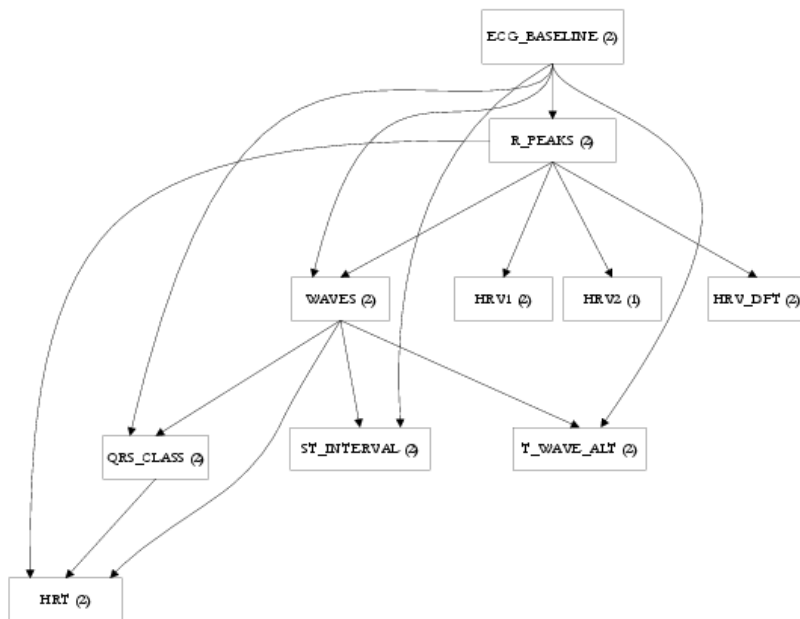 ECG_BASELINE (2)
R_PEAKS (2)
WAVES (2)
HRV1 (2)
HRV2 (1)
HRV_DFT (2)
QRS_CLASS (2)
ST_INTERVAL (2)
T_WAVE_ALT (2)
HRT (2)